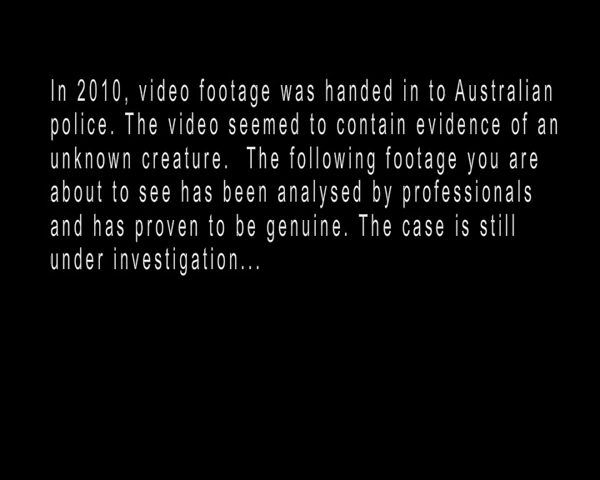 In 2010, video footage was handed in to Australian
police. The video seemed to contain evidence of an
unknown creature.  The following footage you are
about to see has been analysed by professionals
and has proven to be genuine. The case is still
under investigation...